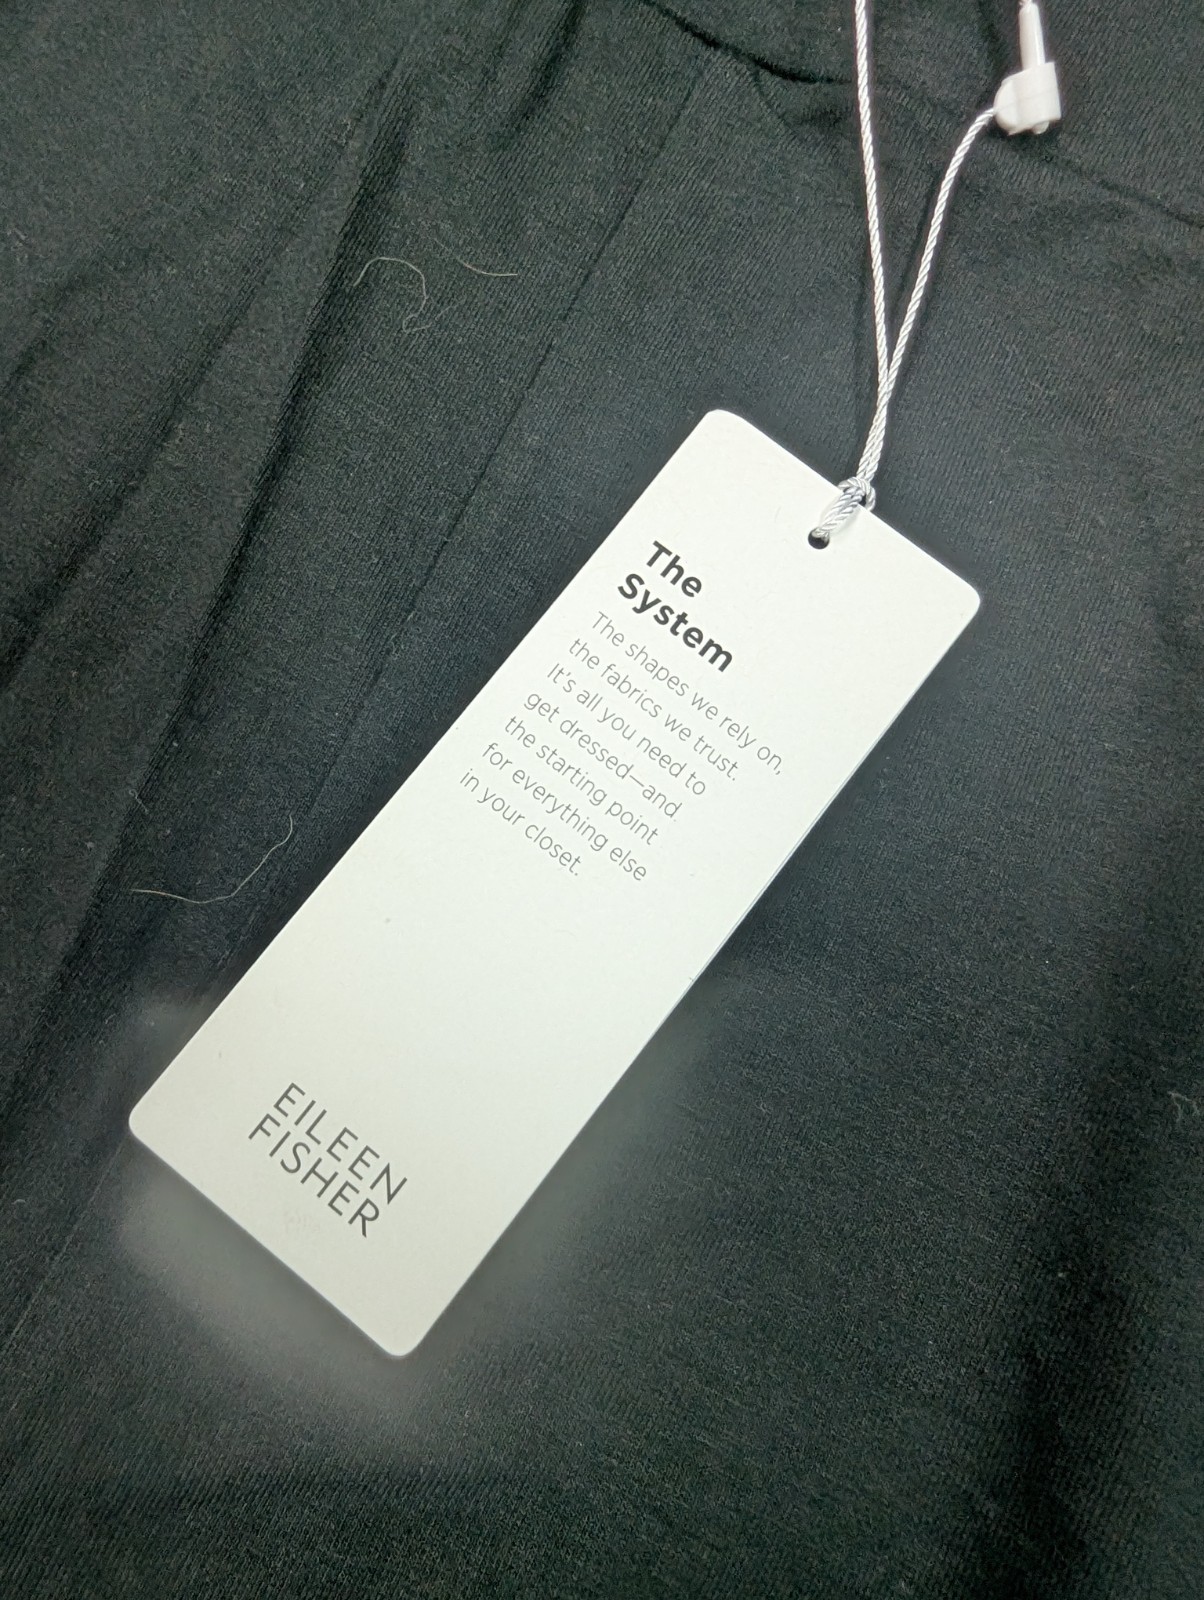 The
System
The shapes we rely on,
the fabrics we trust.
It's all you need to
get dressed—and
the starting point
for everything else
in your closet.
EILEEN
FISHER